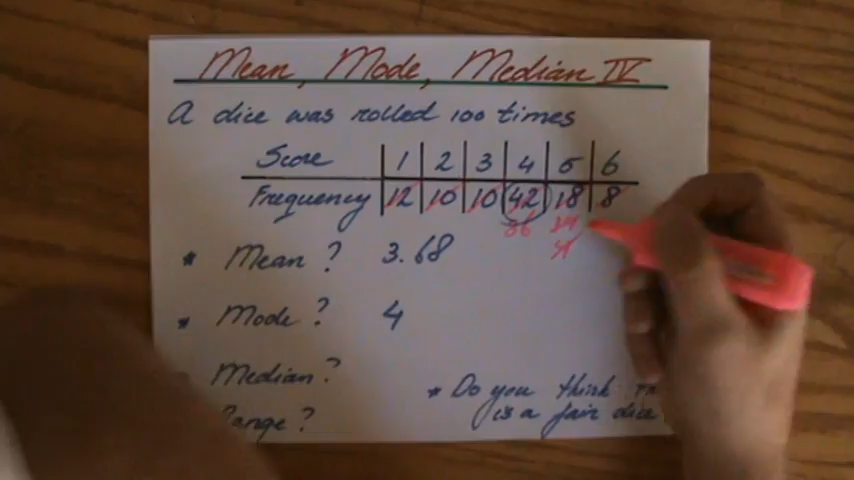 Mean, Mode, Median IV
A dice was rolled 100 times
Score 1 2 3 4 5 6
Frequency 12 10 10 42 18 8
* Mean? 3.68
* Mode? 4
Median?
Range?
* Do you think
is a fair dice